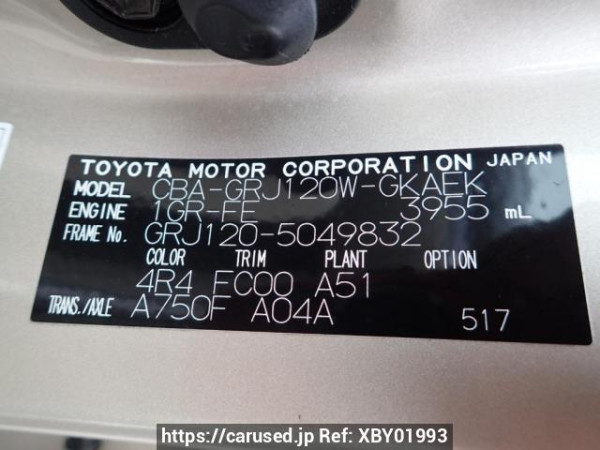 TOYOTA MOTOR CORPORATION JAPAN
MODEL CBA-GRJ120W-GKAEK
ENGINE 1GR-FE 3955 mL
FRAME No. GRJ120-5049832
COLOR TRIM PLANT OPTION
4R4 FC00 A51
TRANS./AXLE A750F A04A 517
https://carused.jp Ref: XBY01993